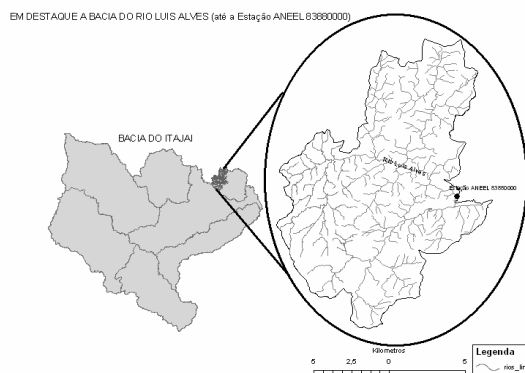 EM DESTAQUE A BACIA DO RIO LUIS ALVES (até a Estação ANEEL 83880000)
BACIA DO ITAJAI
Rio Luis Alves
Estação ANEEL 83880000
Kilometros
5 2,5 0 5
Legenda
rios_